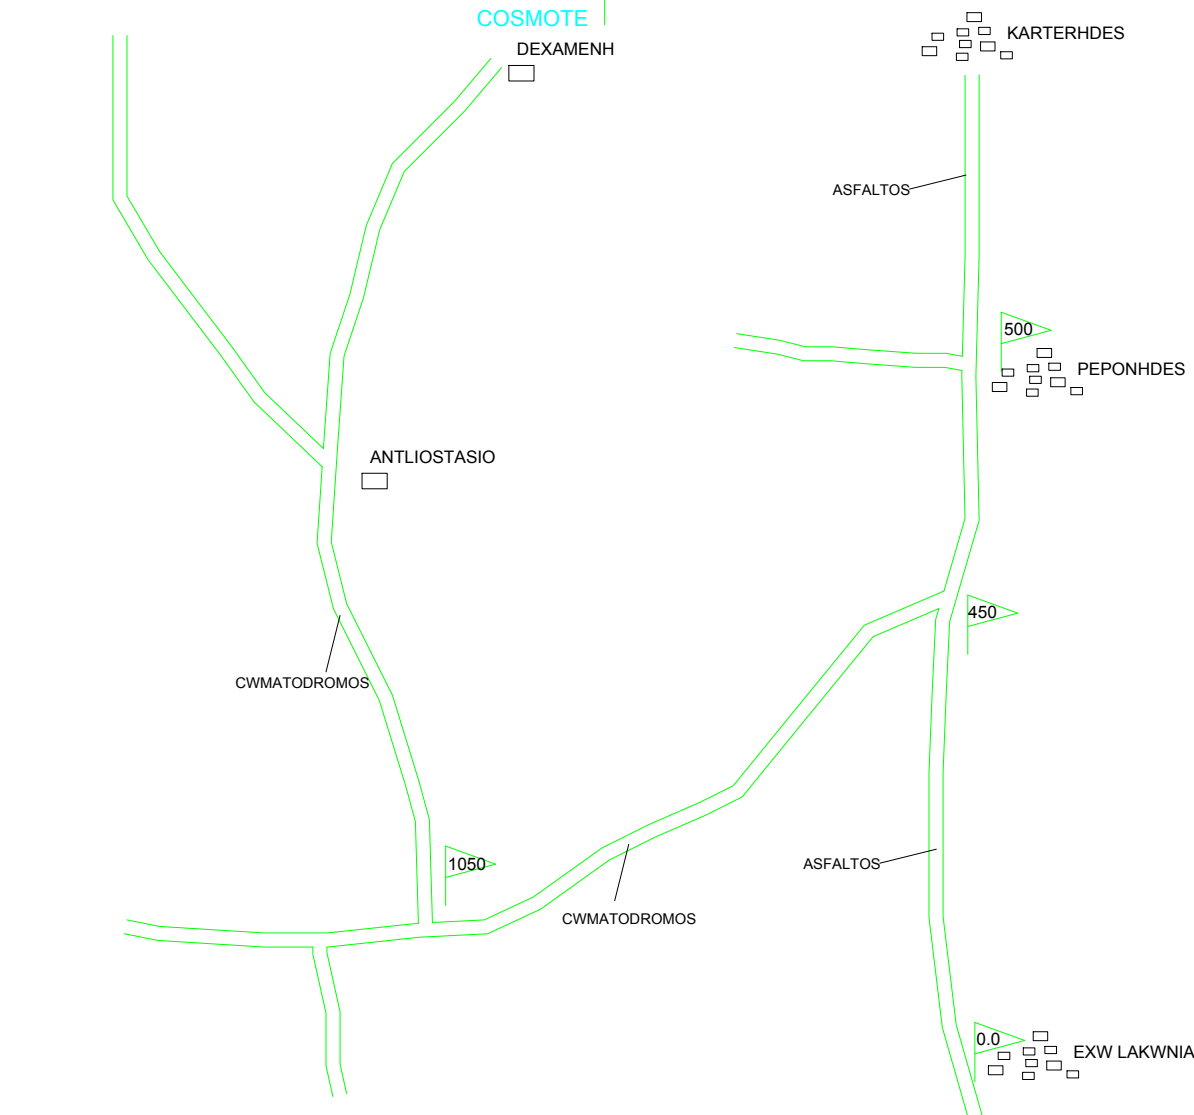 COSMOTE
DEXAMENH
KARTERHDES
ASFALTOS
500
PEPONHDES
ANTLIOSTASIO
450
CWMATODROMOS
1050
ASFALTOS
CWMATODROMOS
0.0
EXW LAKWNIA